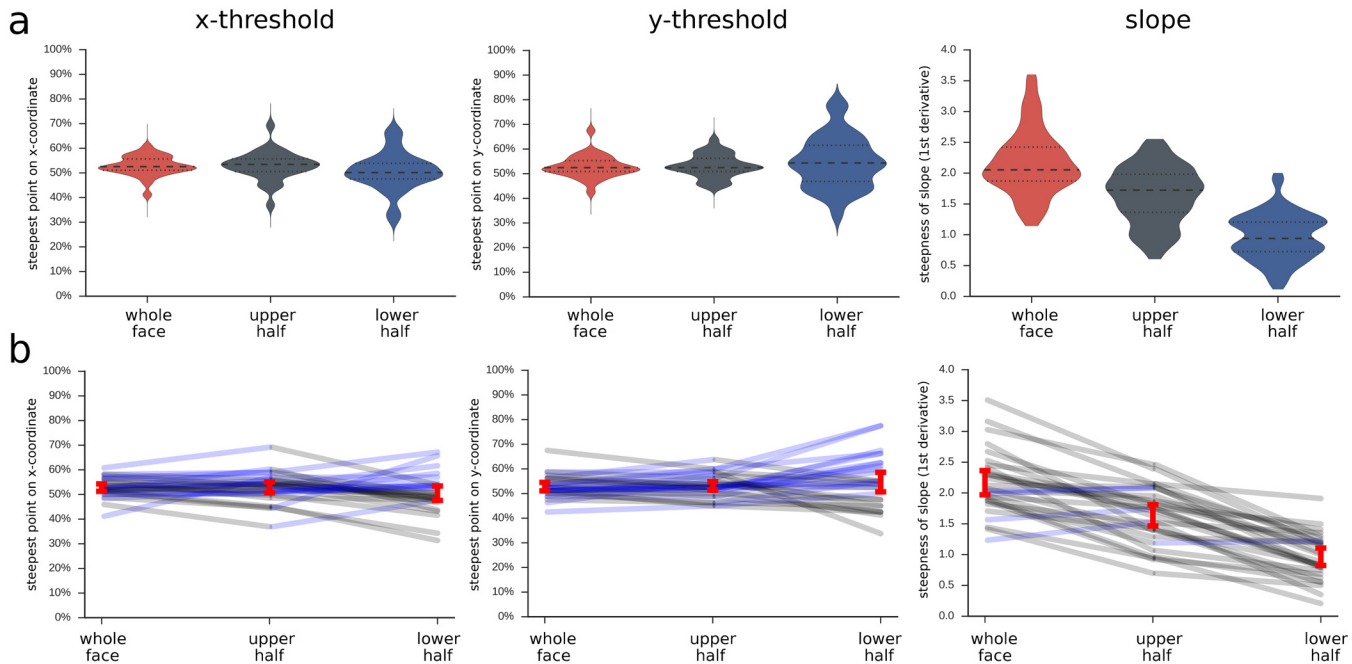 a
x-threshold
y-threshold
slope
steepest point on x-coordinate
100%
90%
80%
70%
60%
50%
40%
30%
20%
10%
0%
whole
face
upper
half
lower
half
steepest point on y-coordinate
100%
90%
80%
70%
60%
50%
40%
30%
20%
10%
0%
whole
face
upper
half
lower
half
steepness of slope (1st derivative)
4.0
3.5
3.0
2.5
2.0
1.5
1.0
0.5
0.0
whole
face
upper
half
lower
half
b
steepest point on x-coordinate
100%
90%
80%
70%
60%
50%
40%
30%
20%
10%
0%
whole
face
upper
half
lower
half
steepest point on y-coordinate
100%
90%
80%
70%
60%
50%
40%
30%
20%
10%
0%
whole
face
upper
half
lower
half
steepness of slope (1st derivative)
4.0
3.5
3.0
2.5
2.0
1.5
1.0
0.5
0.0
whole
face
upper
half
lower
half